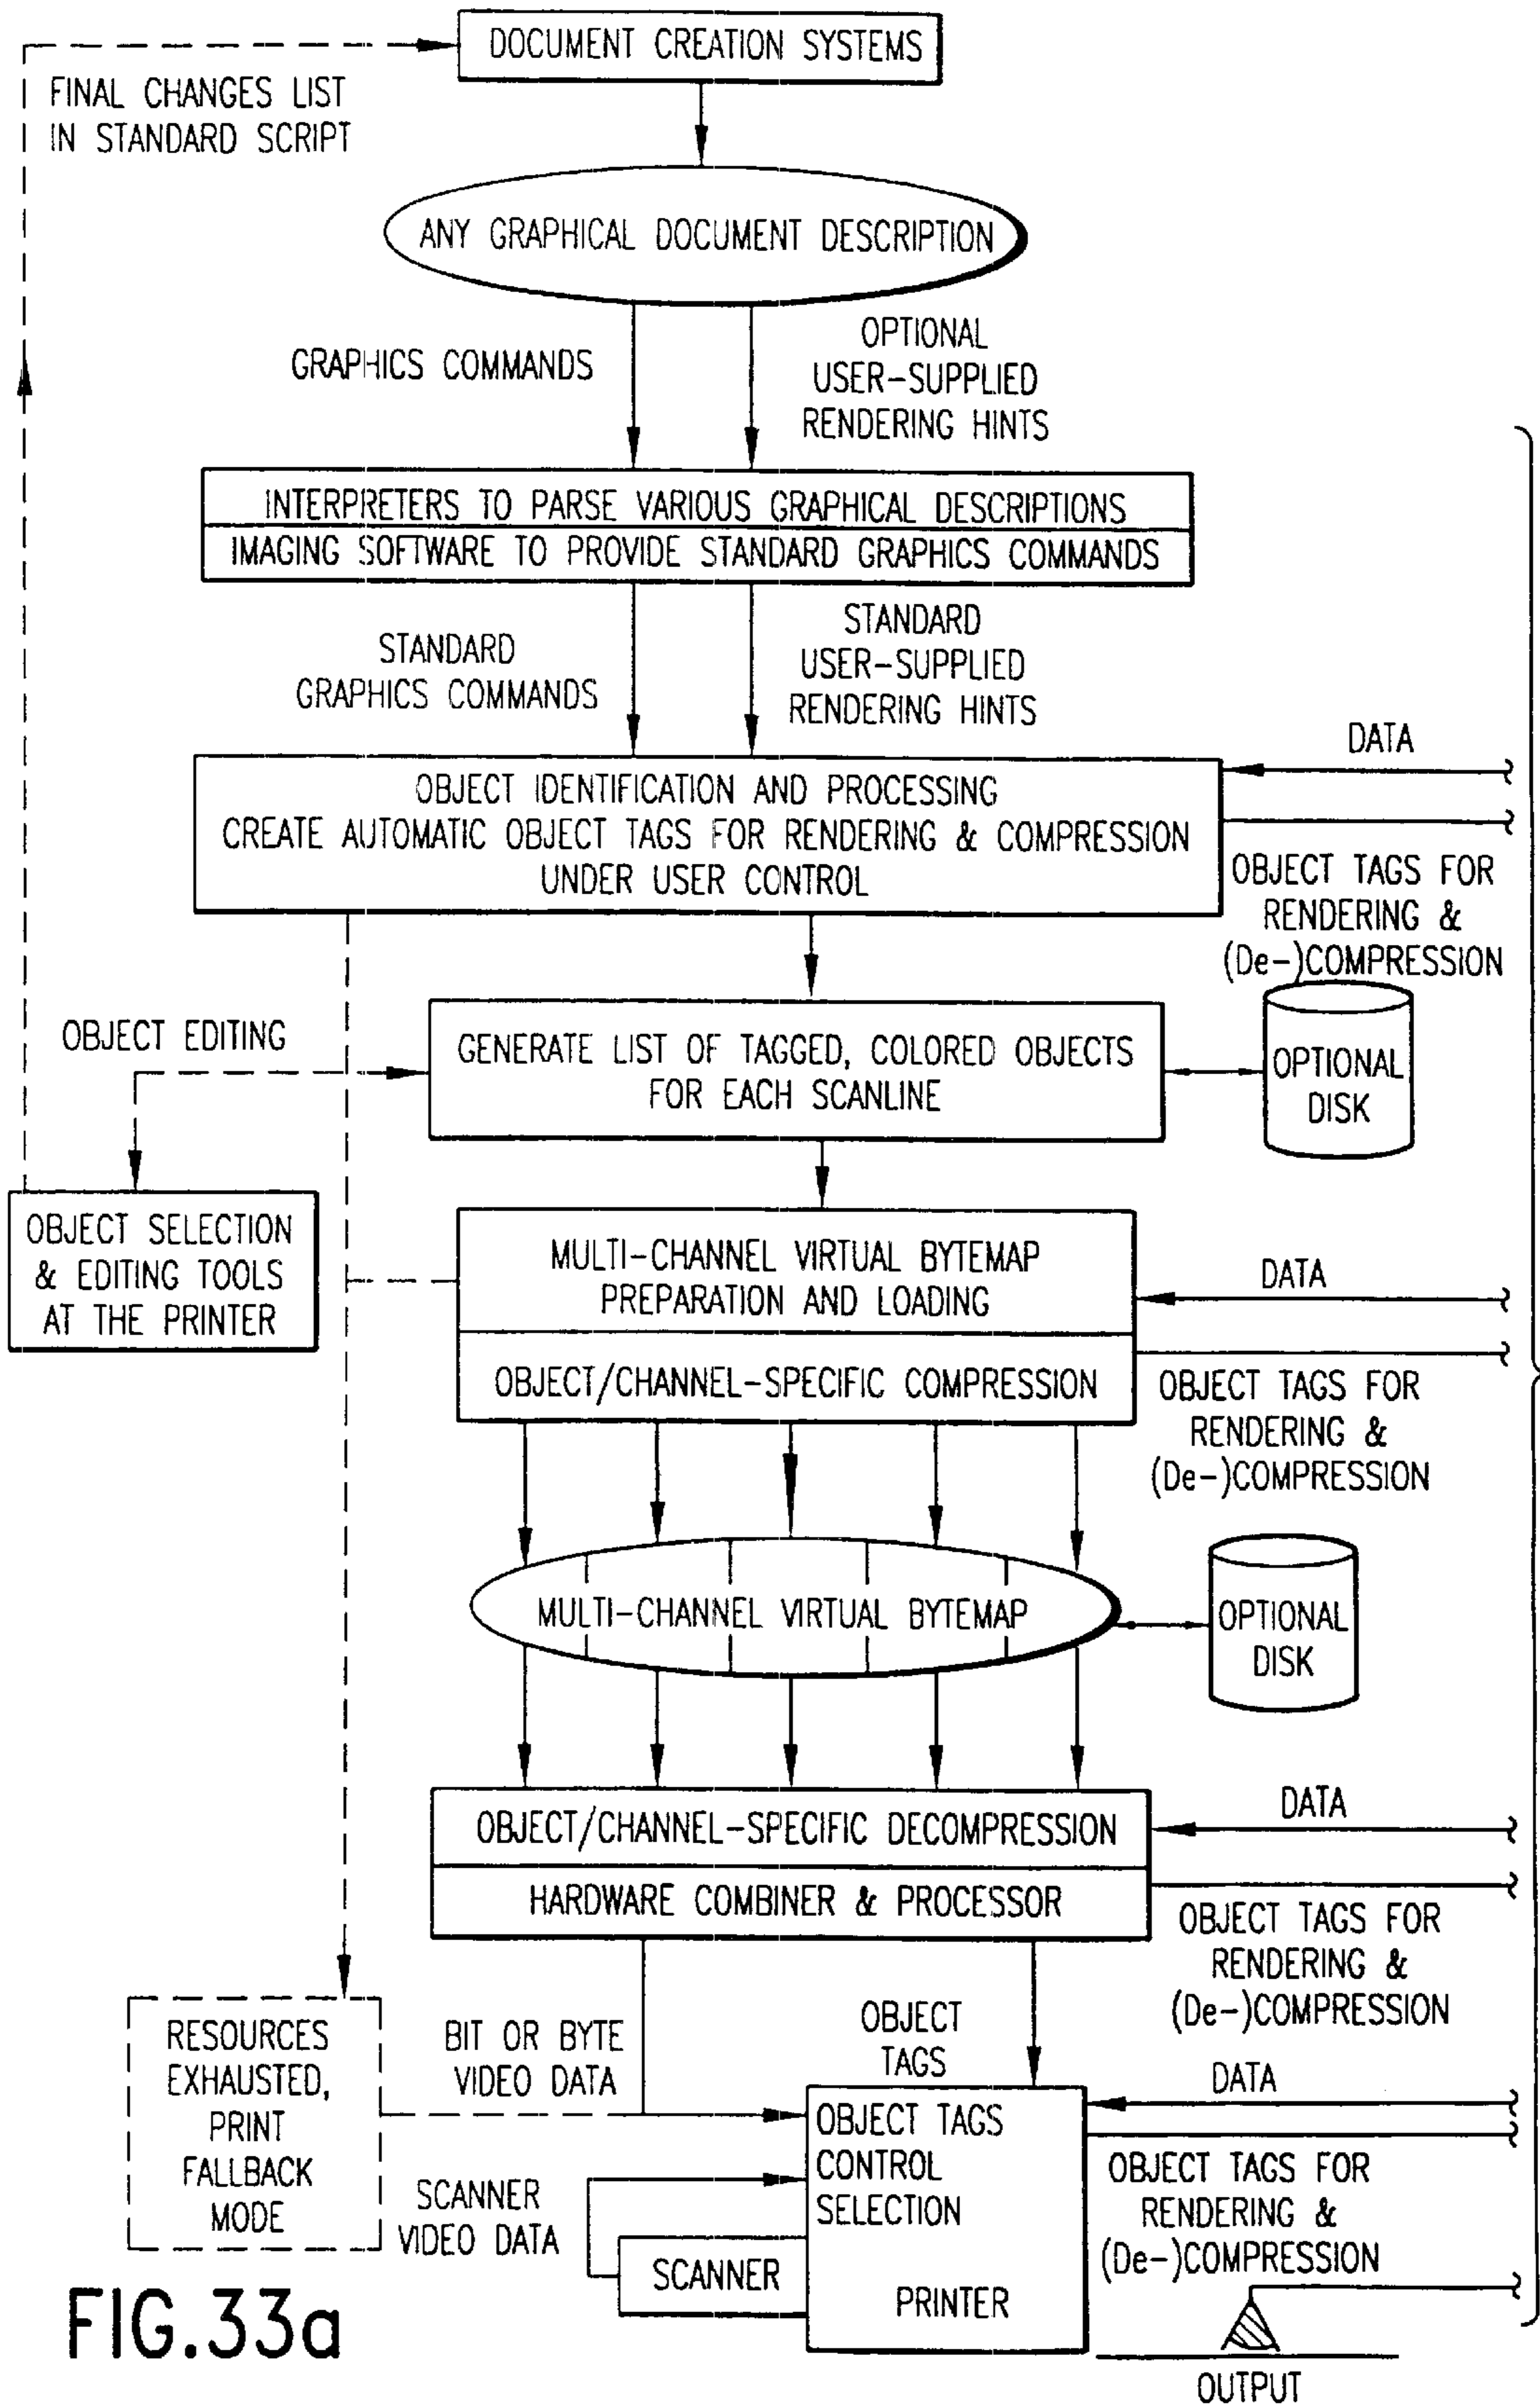 DOCUMENT CREATION SYSTEMS
FINAL CHANGES LIST
IN STANDARD SCRIPT
ANY GRAPHICAL DOCUMENT DESCRIPTION
GRAPHICS COMMANDS
OPTIONAL
USER-SUPPLIED
RENDERING HINTS
INTERPRETERS TO PARSE VARIOUS GRAPHICAL DESCRIPTIONS
IMAGING SOFTWARE TO PROVIDE STANDARD GRAPHICS COMMANDS
STANDARD
GRAPHICS COMMANDS
STANDARD
USER-SUPPLIED
RENDERING HINTS
DATA
OBJECT IDENTIFICATION AND PROCESSING
CREATE AUTOMATIC OBJECT TAGS FOR RENDERING & COMPRESSION
UNDER USER CONTROL
OBJECT TAGS FOR
RENDERING &
(De-)COMPRESSION
OBJECT EDITING
GENERATE LIST OF TAGGED, COLORED OBJECTS
FOR EACH SCANLINE
OPTIONAL
DISK
OBJECT SELECTION
& EDITING TOOLS
AT THE PRINTER
MULTI-CHANNEL VIRTUAL BYTEMAP
PREPARATION AND LOADING
DATA
OBJECT/CHANNEL-SPECIFIC COMPRESSION
OBJECT TAGS FOR
RENDERING &
(De-)COMPRESSION
MULTI-CHANNEL VIRTUAL BYTEMAP
OPTIONAL
DISK
OBJECT/CHANNEL-SPECIFIC DECOMPRESSION
DATA
HARDWARE COMBINER & PROCESSOR
OBJECT TAGS FOR
RENDERING &
(De-)COMPRESSION
RESOURCES
EXHAUSTED,
PRINT
FALLBACK
MODE
BIT OR BYTE
VIDEO DATA
OBJECT
TAGS
DATA
OBJECT TAGS
CONTROL
SELECTION
OBJECT TAGS FOR
RENDERING &
(De-)COMPRESSION
SCANNER
VIDEO DATA
SCANNER
PRINTER
OUTPUT
FIG.33a